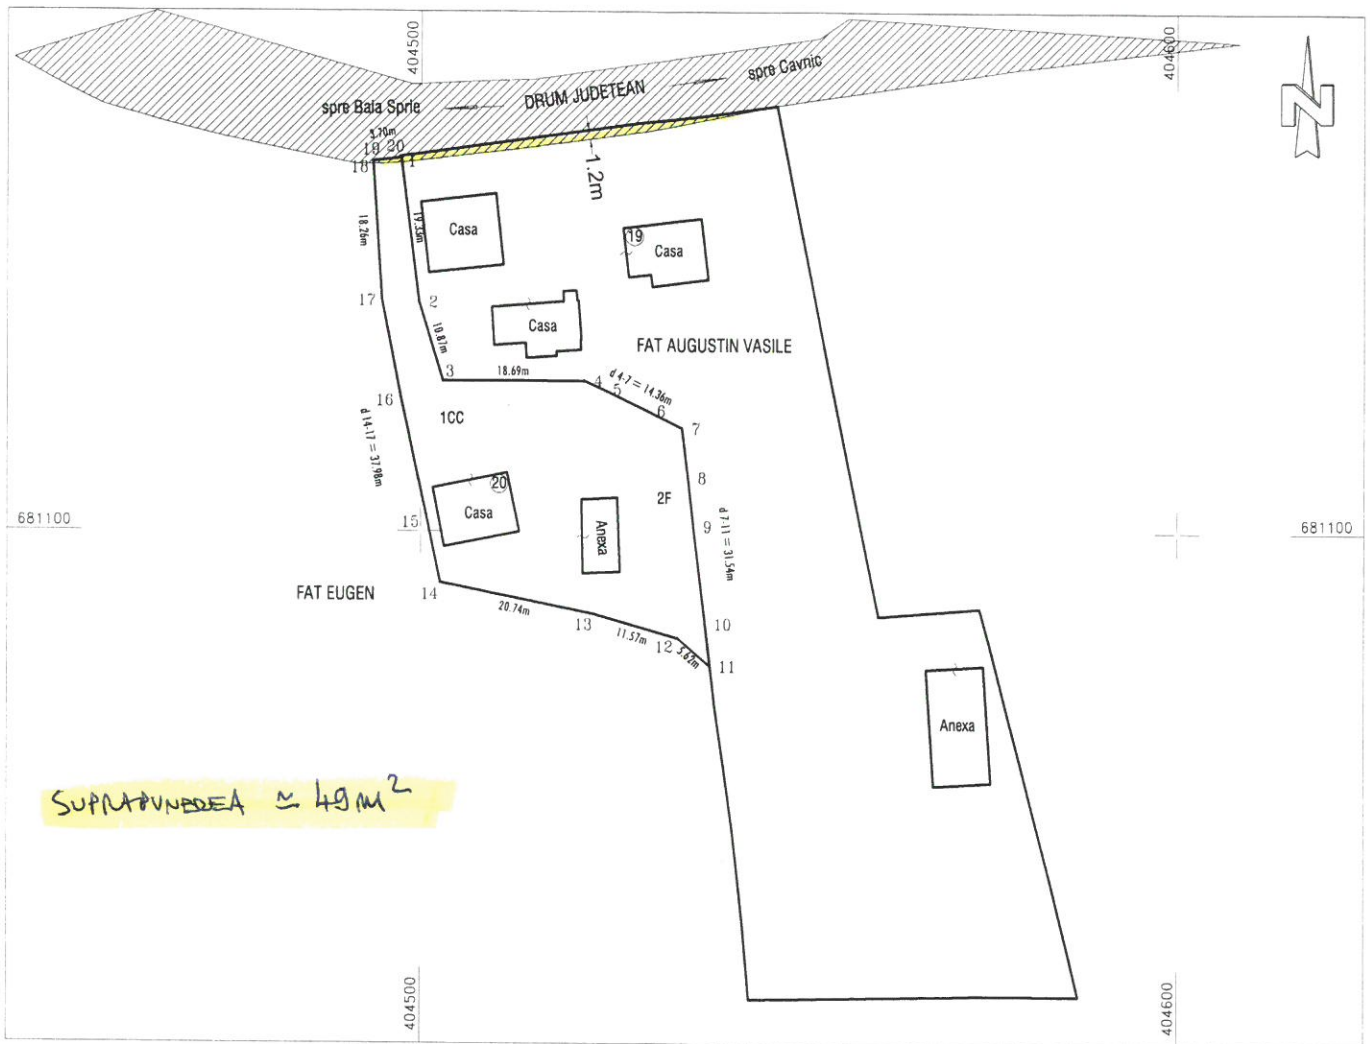 404500
404600
spre Baia Sprie
DRUM JUDETEAN
spre Cavnic
N
3.70m
18 19 20 1
1.2m
18.26m
19.33m
Casa
19
Casa
17
2
10.87m
Casa
FAT AUGUSTIN VASILE
3
18.69m
4
5
6
7
d 4-7 = 14.36m
16
1CC
d 14-17 = 37.98m
8
20
Casa
2F
Anexa
9
d 7-11 = 31.54m
681100
15
681100
FAT EUGEN
14
20.74m
13
11.57m
12
5.62m
10
11
Anexa
SUPRAPUNEREA ≃ 49 m²
404500
404600